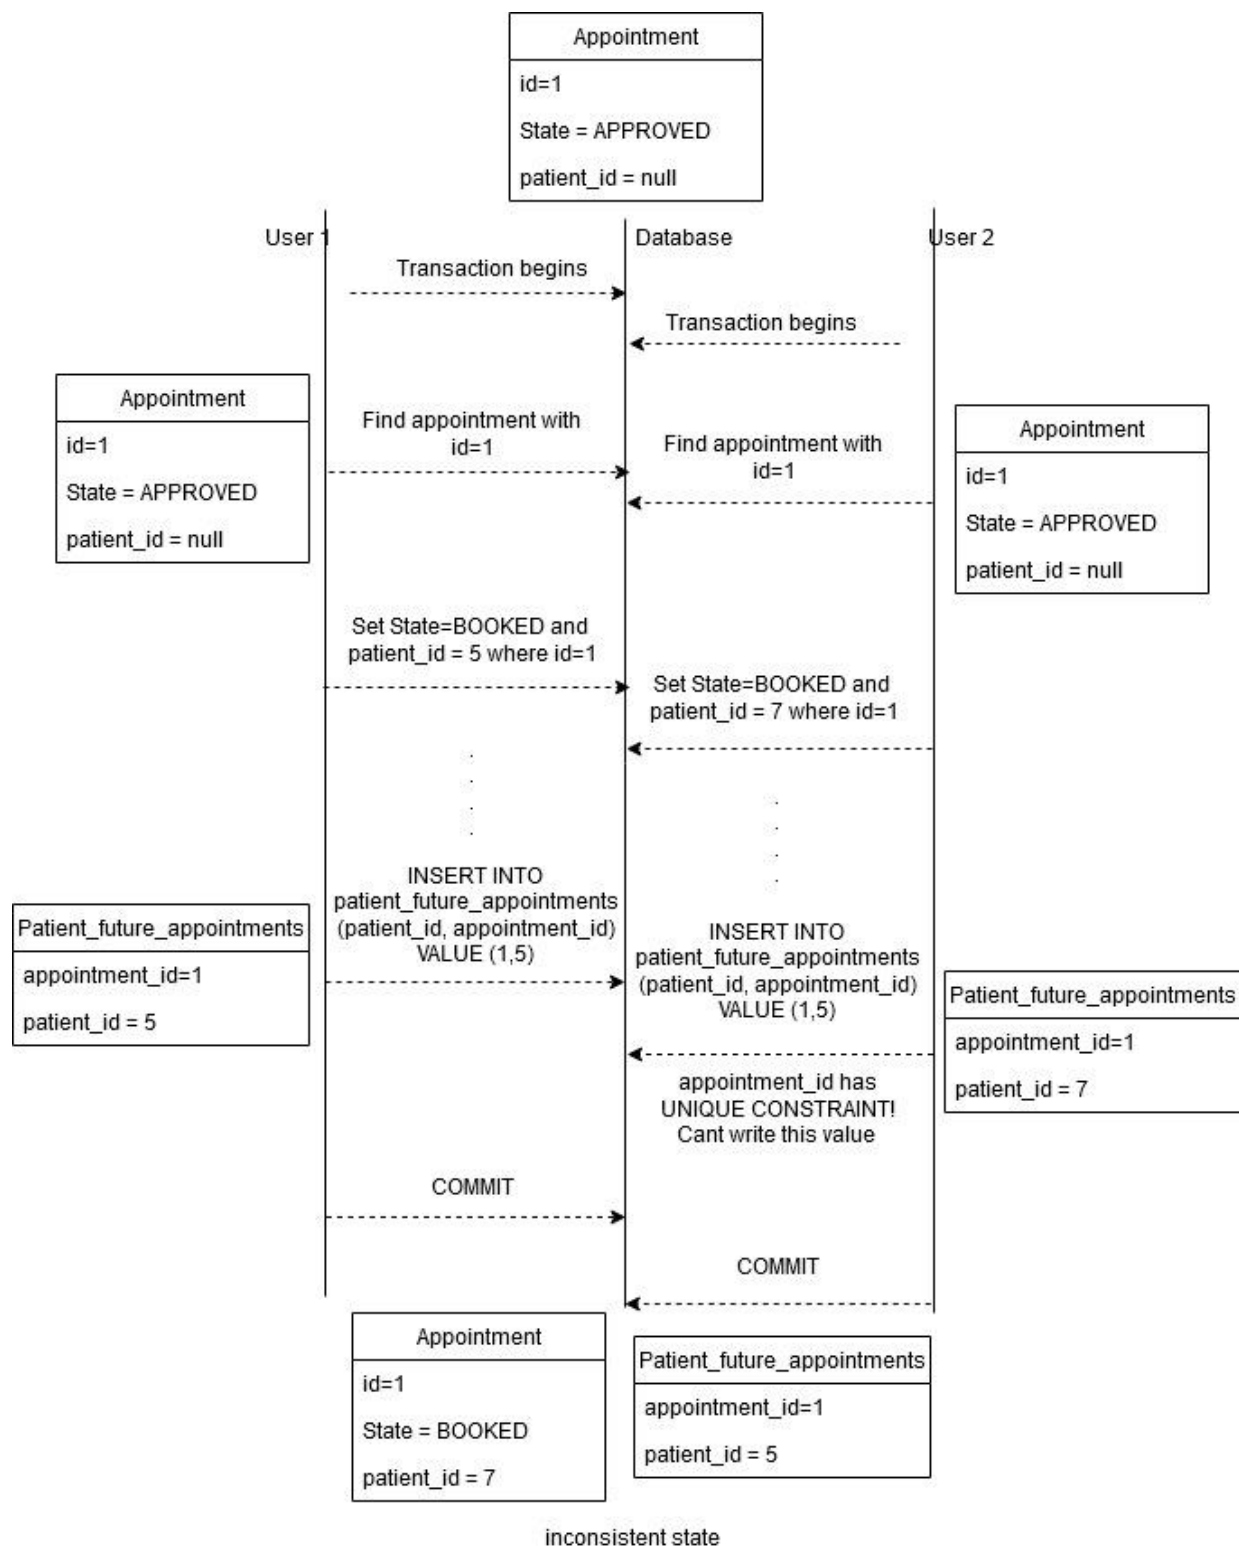 Appointment
id=1
State = APPROVED
patient_id = null
User 1
Database
User 2
Transaction begins
Transaction begins
Appointment
id=1
State = APPROVED
patient_id = null
Find appointment with
id=1
Find appointment with
id=1
Appointment
id=1
State = APPROVED
patient_id = null
Set State=BOOKED and
patient_id = 5 where id=1
Set State=BOOKED and
patient_id = 7 where id=1
.
.
.
.
.
.
.
.
INSERT INTO
patient_future_appointments
(patient_id, appointment_id)
VALUE (1,5)
Patient_future_appointments
appointment_id=1
patient_id = 5
INSERT INTO
patient_future_appointments
(patient_id, appointment_id)
VALUE (1,5)
Patient_future_appointments
appointment_id=1
patient_id = 7
appointment_id has
UNIQUE CONSTRAINT!
Cant write this value
COMMIT
COMMIT
Appointment
id=1
State = BOOKED
patient_id = 7
Patient_future_appointments
appointment_id=1
patient_id = 5
inconsistent state